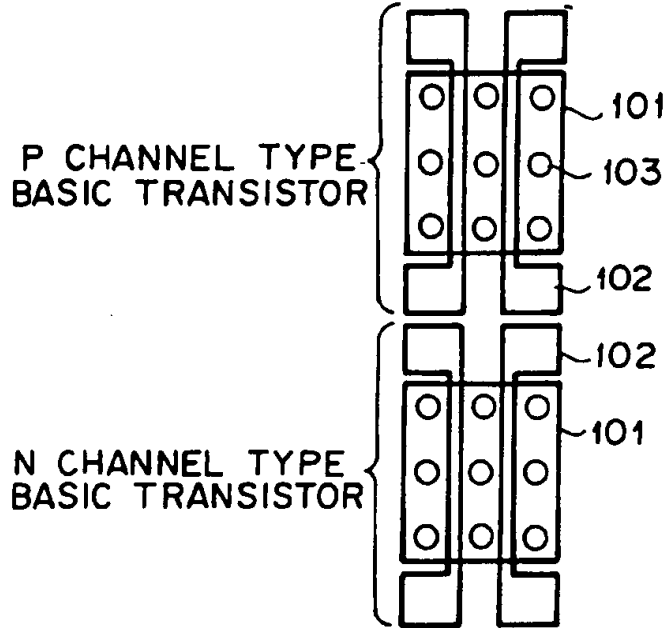 101
P CHANNEL TYPE
BASIC TRANSISTOR
103
102
102
101
N CHANNEL TYPE
BASIC TRANSISTOR